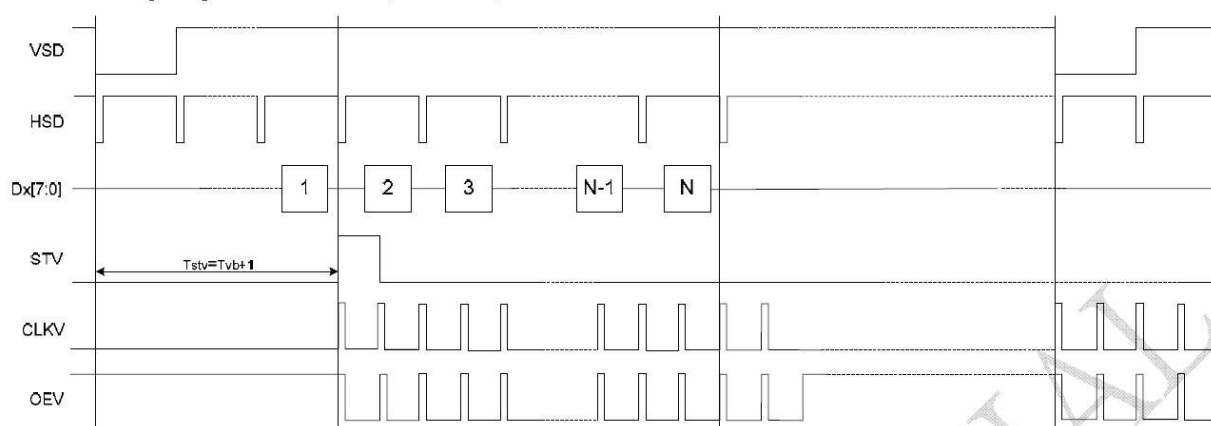 VSD
HSD
Dx[7:0] 1 2 3 N-1 N
STV Tstv=Tvb+1
CLKV
OEV